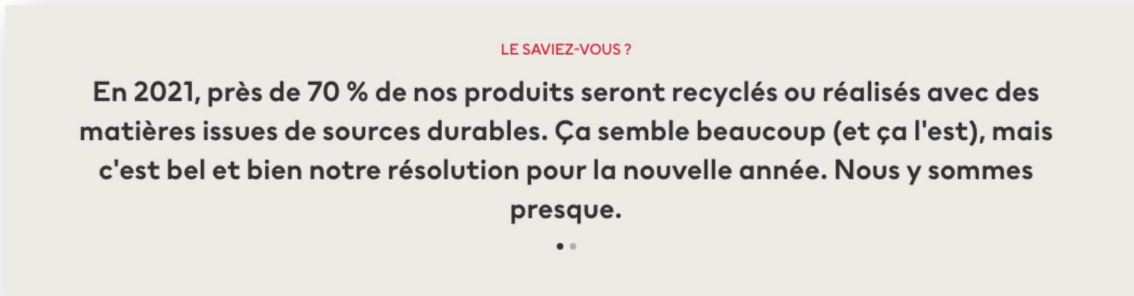 LE SAVIEZ-VOUS ?
En 2021, près de 70 % de nos produits seront recyclés ou réalisés avec des
matières issues de sources durables. Ça semble beaucoup (et ça l'est), mais
c'est bel et bien notre résolution pour la nouvelle année. Nous y sommes
presque.